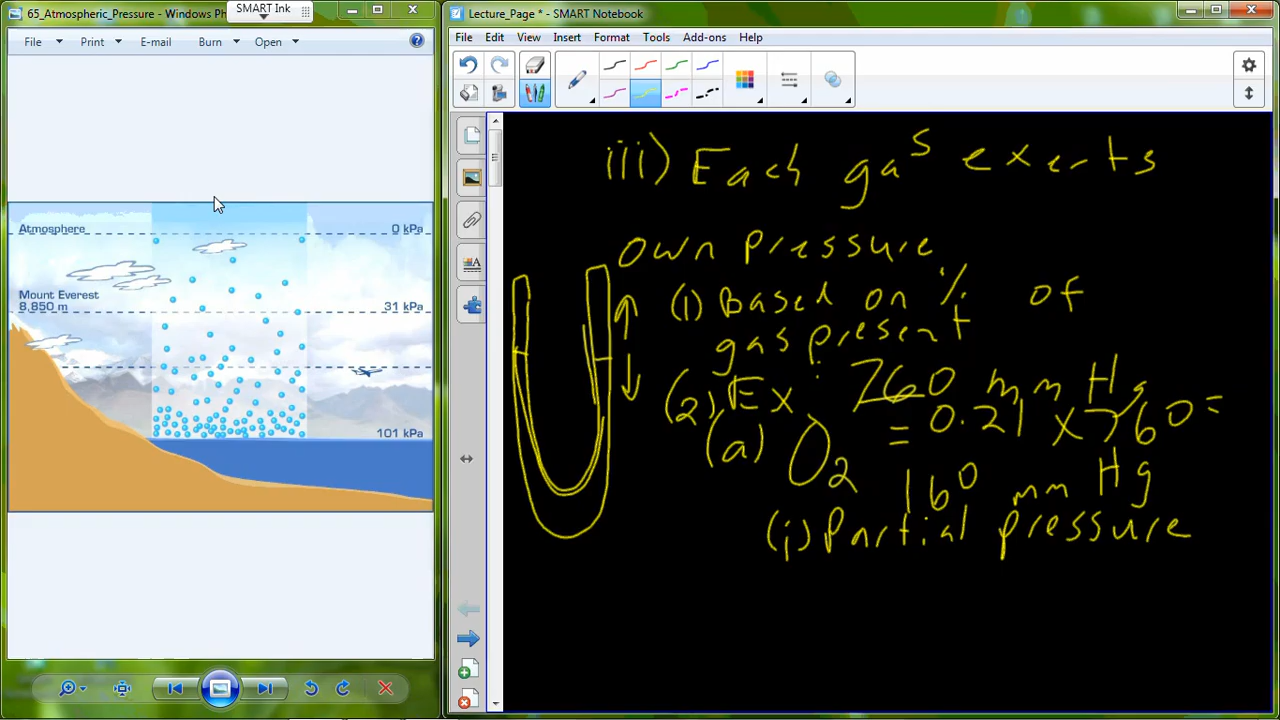 65_Atmospheric_Pressure - Windows Ph
SMART Ink
File Print E-mail Burn Open
Atmosphere 0 kPa
Mount Everest
8,850 m 31 kPa
101 kPa
Lecture_Page * - SMART Notebook
File Edit View Insert Format Tools Add-ons Help
iii) Each gas exerts
own pressure
(1) Based on % of
gas present
(2) Ex: 760 mm Hg
(a) O2 = 0.21 x 760 =
160 mm Hg
(i) Partial pressure